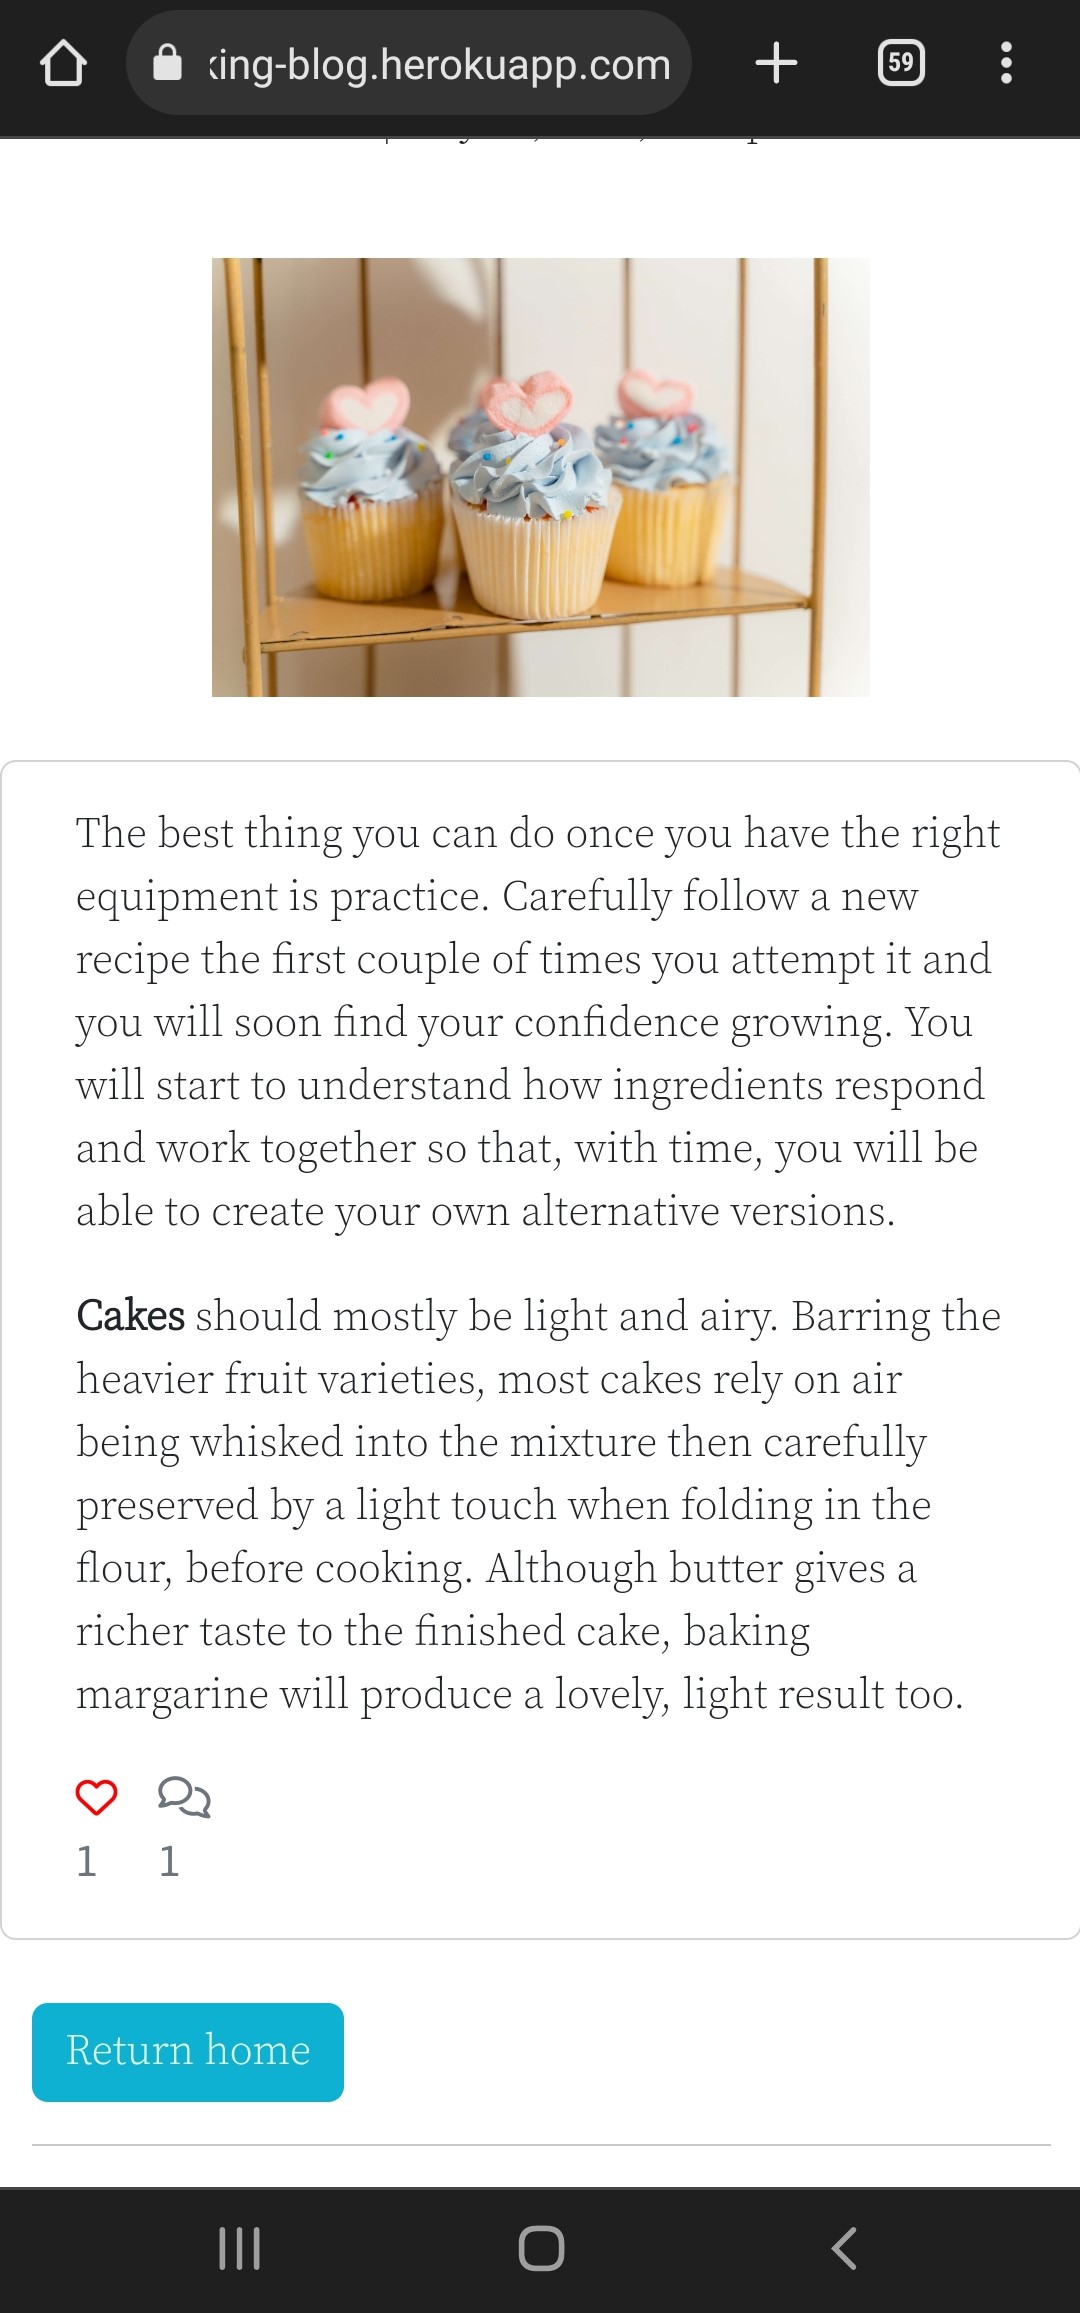 king-blog.herokuapp.com
59
The best thing you can do once you have the right
equipment is practice. Carefully follow a new
recipe the first couple of times you attempt it and
you will soon find your confidence growing. You
will start to understand how ingredients respond
and work together so that, with time, you will be
able to create your own alternative versions.
Cakes should mostly be light and airy. Barring the
heavier fruit varieties, most cakes rely on air
being whisked into the mixture then carefully
preserved by a light touch when folding in the
flour, before cooking. Although butter gives a
richer taste to the finished cake, baking
margarine will produce a lovely, light result too.
1 1
Return home